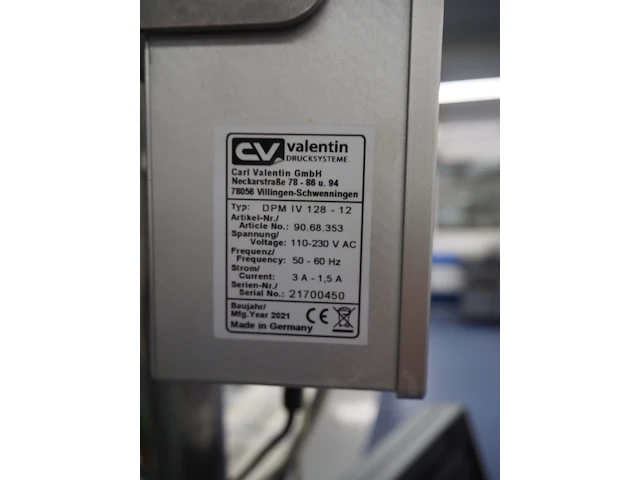 CV valentin
DRUCKSYSTEME
Carl Valentin GmbH
Neckarstraße 78 - 86 u. 94
78056 Villingen-Schwenningen
Typ: DPM IV 128 - 12
Artikel-Nr./
Article No.: 90.68.353
Spannung/
Voltage: 110-230 V AC
Frequenz/
Frequency: 50 - 60 Hz
Strom/
Current: 3 A - 1,5 A
Serien-Nr./
Serial No.: 21700450
Baujahr/
Mfg.Year 2021
Made in Germany
CE